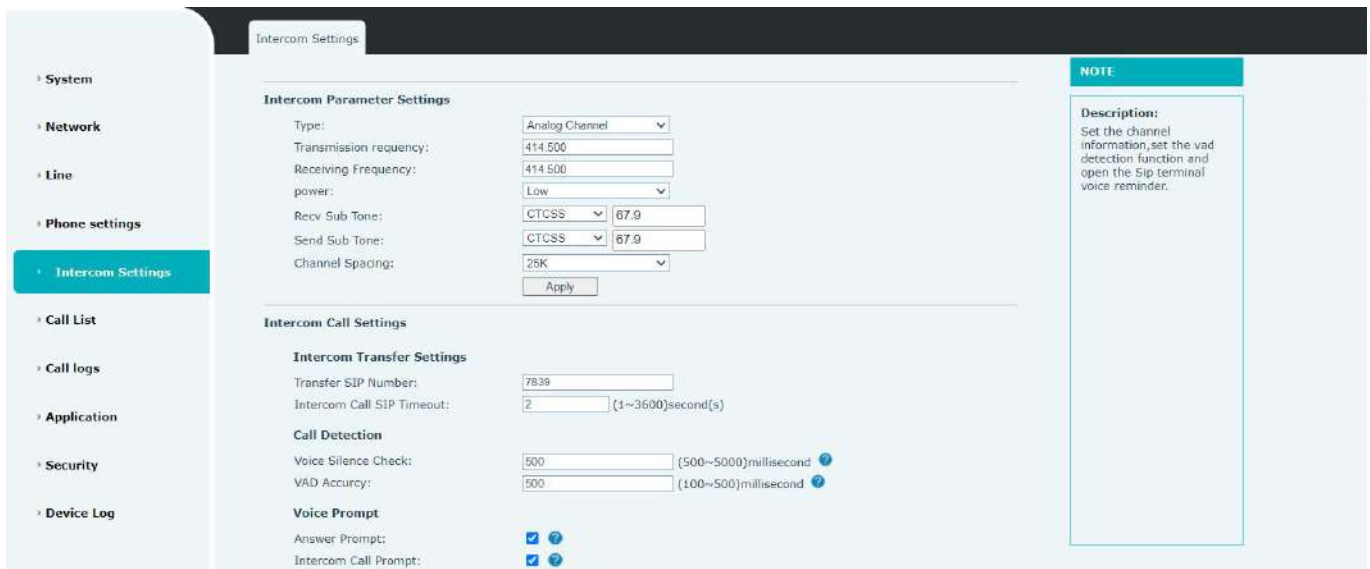 Intercom Settings
System
Network
Line
Phone settings
Intercom Settings
Call List
Call logs
Application
Security
Device Log
Intercom Parameter Settings
Type: Analog Channel
Transmission requency: 414.500
Receiving Frequency: 414.500
power: Low
Recv Sub Tone: CTCSS 67.9
Send Sub Tone: CTCSS 67.9
Channel Spacing: 25K
Apply
Intercom Call Settings
Intercom Transfer Settings
Transfer SIP Number: 7839
Intercom Call SIP Timeout: 2 (1~3600)second(s)
Call Detection
Voice Silence Check: 500 (500~5000)millisecond ?
VAD Accurcy: 500 (100~500)millisecond ?
Voice Prompt
Answer Prompt: ?
Intercom Call Prompt: ?
NOTE
Description:
Set the channel
information,set the vad
detection function and
open the Sip terminal
voice reminder.